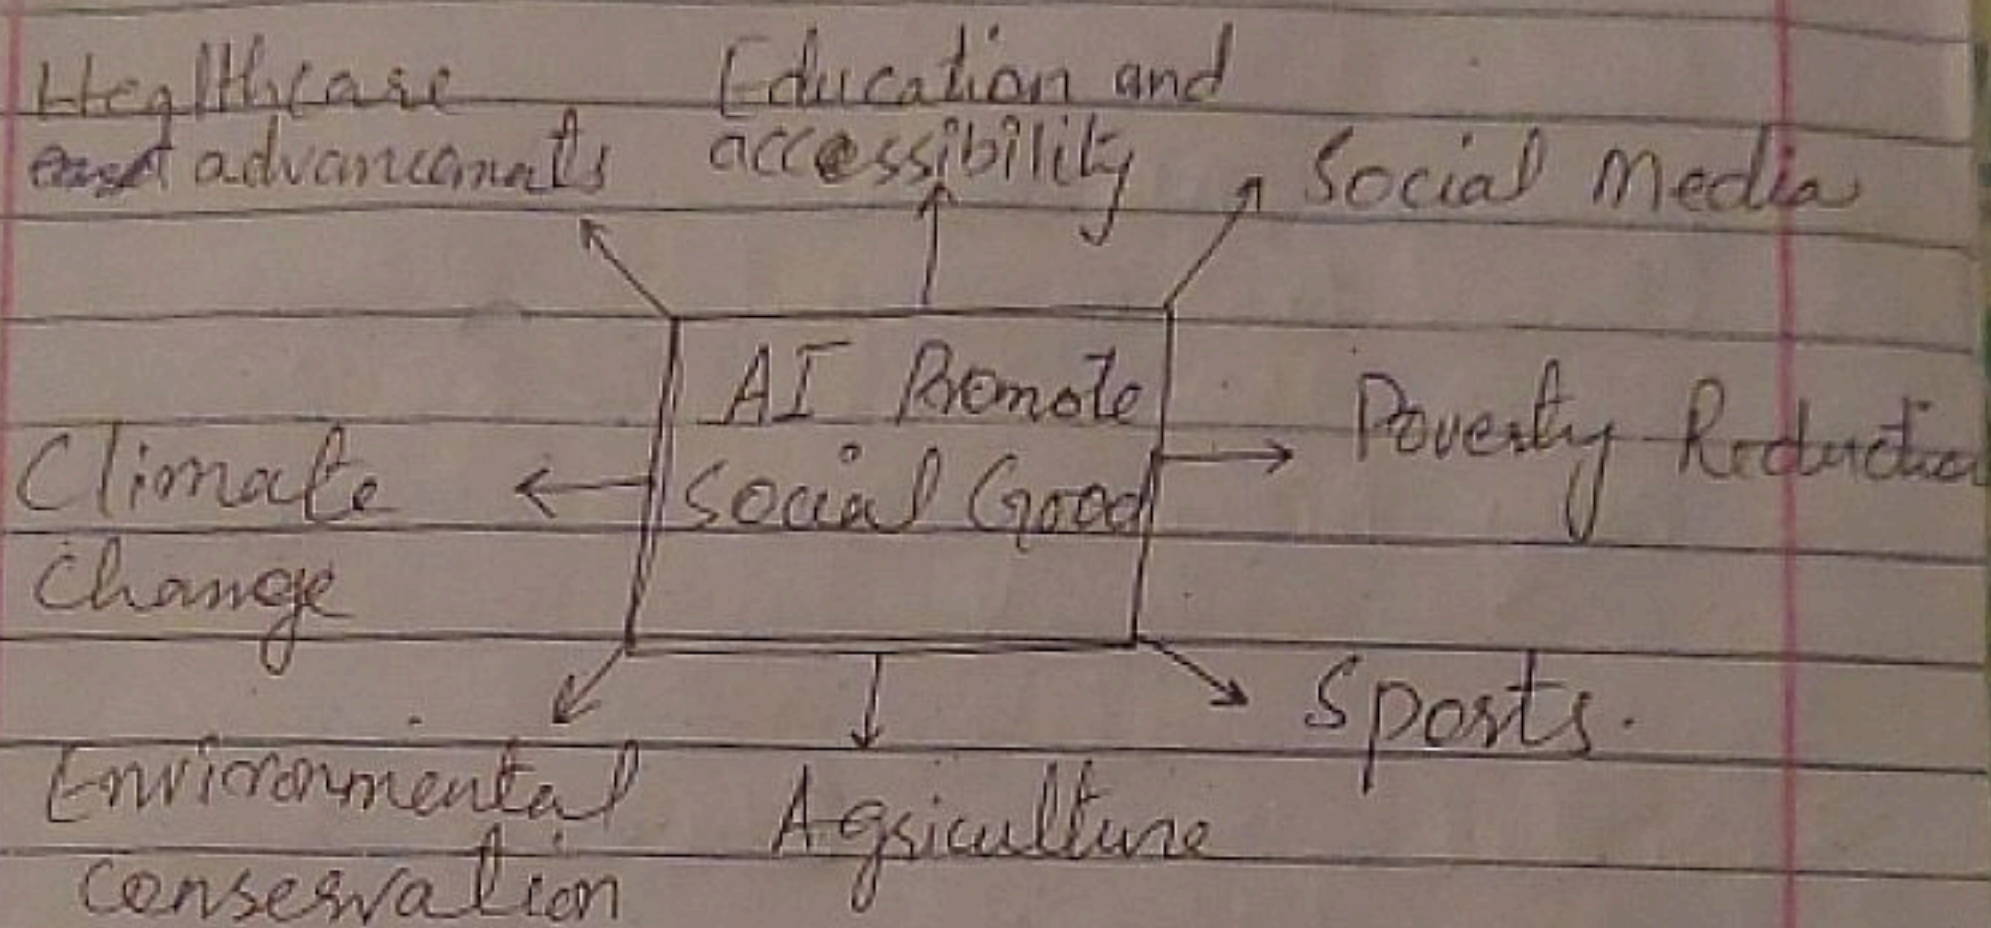 Healthcare
and advancements
Education and
accessibility
Social Media
AI Promote
Social Good
Poverty Reduction
Climate
Change
Sports.
Environmental
conservation
Agriculture